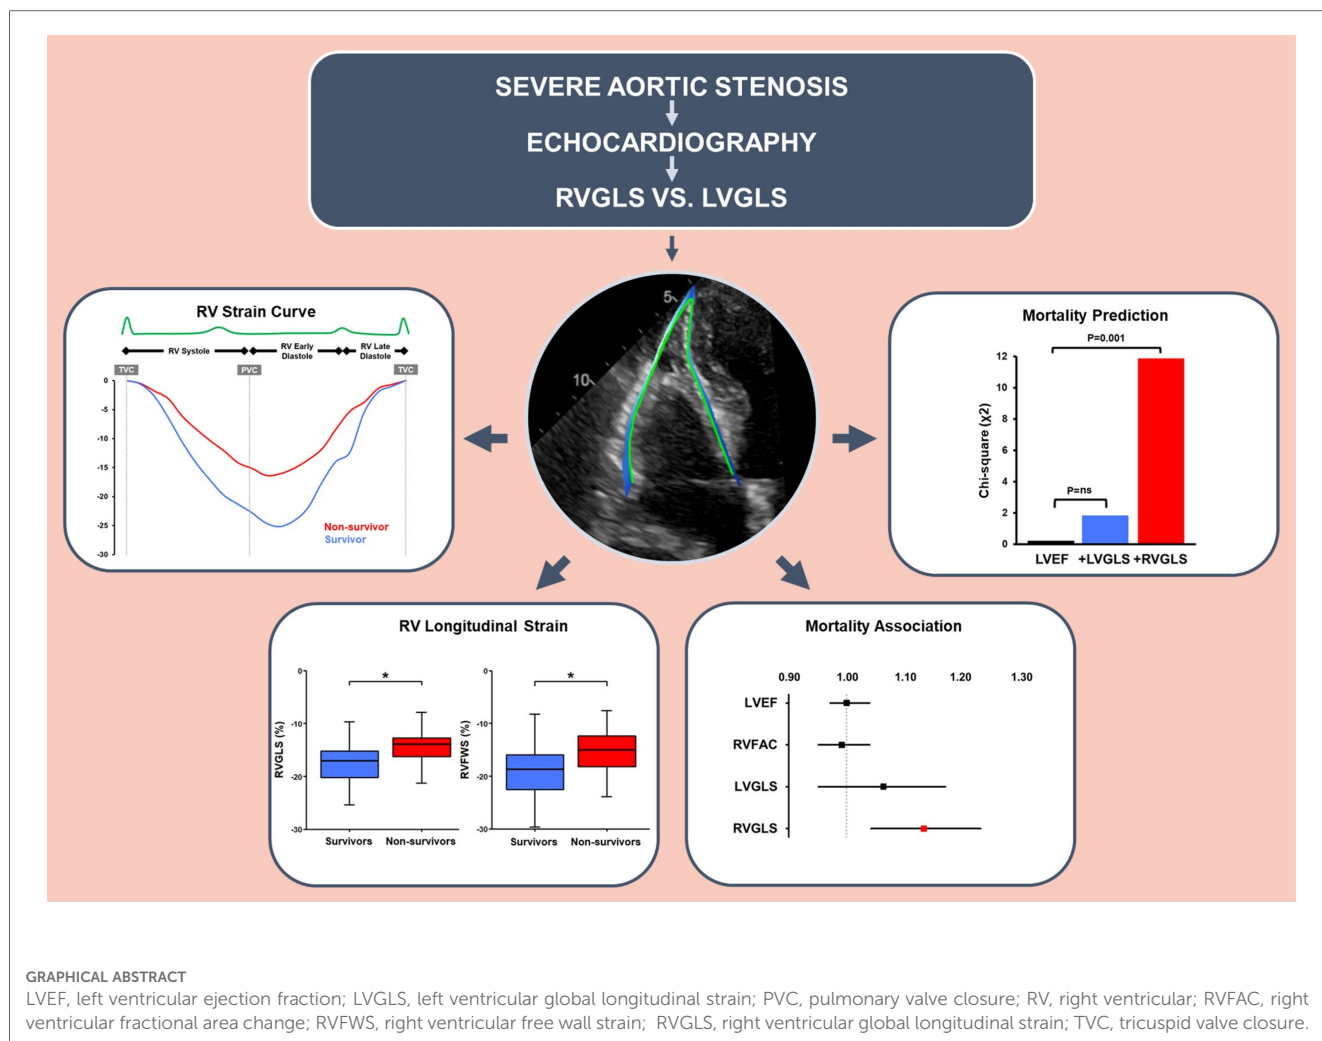 SEVERE AORTIC STENOSIS
ECHOCARDIOGRAPHY
RVGLS VS. LVGLS
5
10
RV Strain Curve
RV Systole
RV Early
Diastole
RV Late
Diastole
TVC
PVC
TVC
0
-5
-10
-15
-20
-25
-30
Non-survivor
Survivor
Mortality Prediction
P=0.001
P=ns
Chi-square (χ2)
12
10
8
6
4
2
0
LVEF +LVGLS +RVGLS
RV Longitudinal Strain
RVGLS (%)
0
-10
-20
-30
*
Survivors Non-survivors
RVFWS (%)
0
-10
-20
-30
*
Survivors Non-survivors
Mortality Association
0.90 1.00 1.10 1.20 1.30
LVEF
RVFAC
LVGLS
RVGLS
GRAPHICAL ABSTRACT
LVEF, left ventricular ejection fraction; LVGLS, left ventricular global longitudinal strain; PVC, pulmonary valve closure; RV, right ventricular; RVFAC, right
ventricular fractional area change; RVFWS, right ventricular free wall strain; RVGLS, right ventricular global longitudinal strain; TVC, tricuspid valve closure.